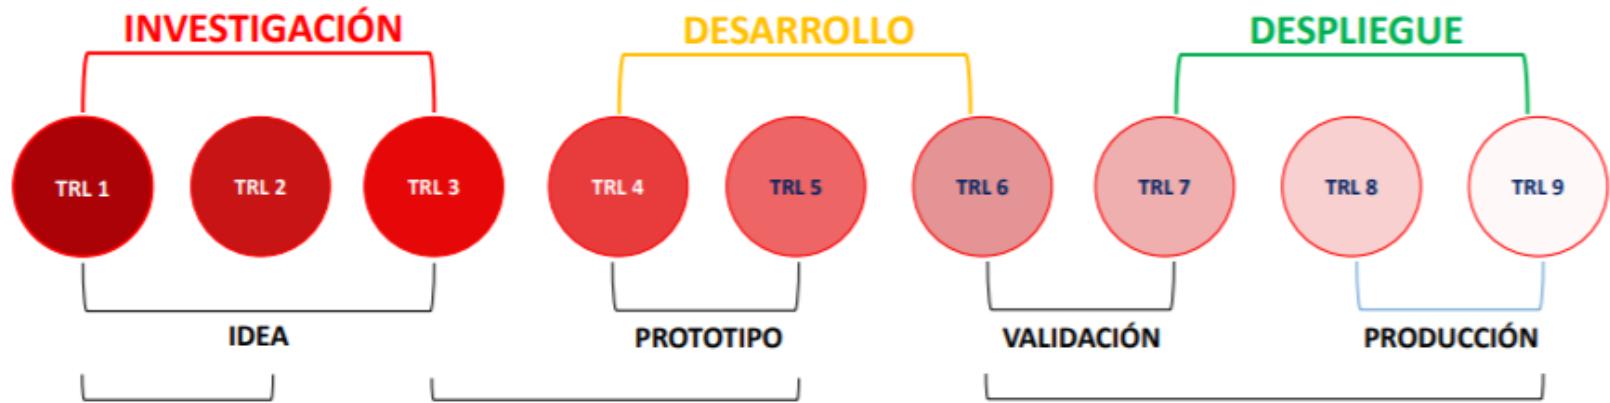 INVESTIGACIÓN DESARROLLO DESPLIEGUE
TRL 1 TRL 2 TRL 3 TRL 4 TRL 5 TRL 6 TRL 7 TRL 8 TRL 9
IDEA PROTOTIPO VALIDACIÓN PRODUCCIÓN